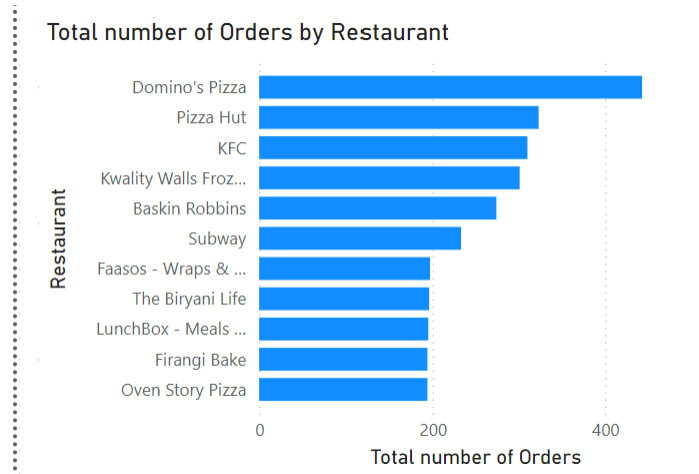 Total number of Orders by Restaurant
Restaurant
Domino's Pizza
Pizza Hut
KFC
Kwality Walls Froz...
Baskin Robbins
Subway
Faasos - Wraps & ...
The Biryani Life
LunchBox - Meals ...
Firangi Bake
Oven Story Pizza
0 200 400
Total number of Orders